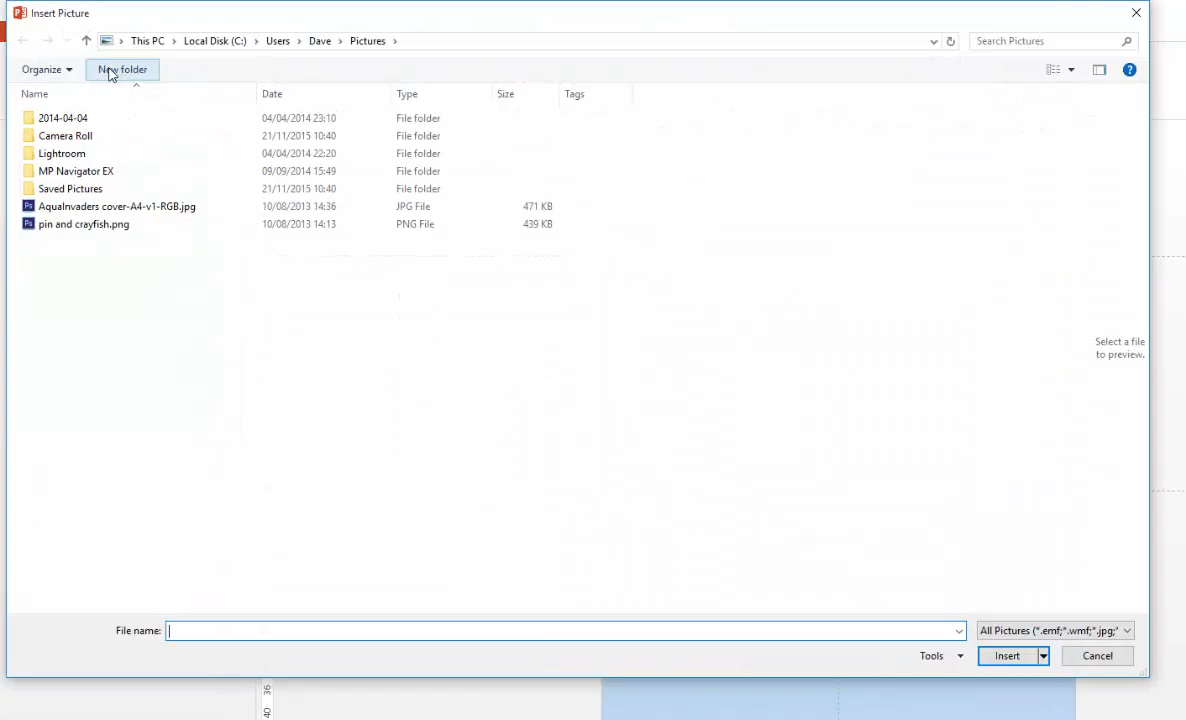 Insert Picture
This PC > Local Disk (C:) > Users > Dave > Pictures >
Search Pictures
Organize
New folder
Name Date Type Size Tags
2014-04-04 04/04/2014 23:10 File folder
Camera Roll 21/11/2015 10:40 File folder
Lightroom 04/04/2014 22:20 File folder
MP Navigator EX 09/09/2014 15:49 File folder
Saved Pictures 21/11/2015 10:40 File folder
AquaInvaders cover-A4-v1-RGB.jpg 10/08/2013 14:36 JPG File 471 KB
pin and crayfish.png 10/08/2013 14:13 PNG File 439 KB
Select a file
to preview.
File name:
All Pictures (*.emf;*.wmf;*.jpg;*
Tools
Insert
Cancel
36
40